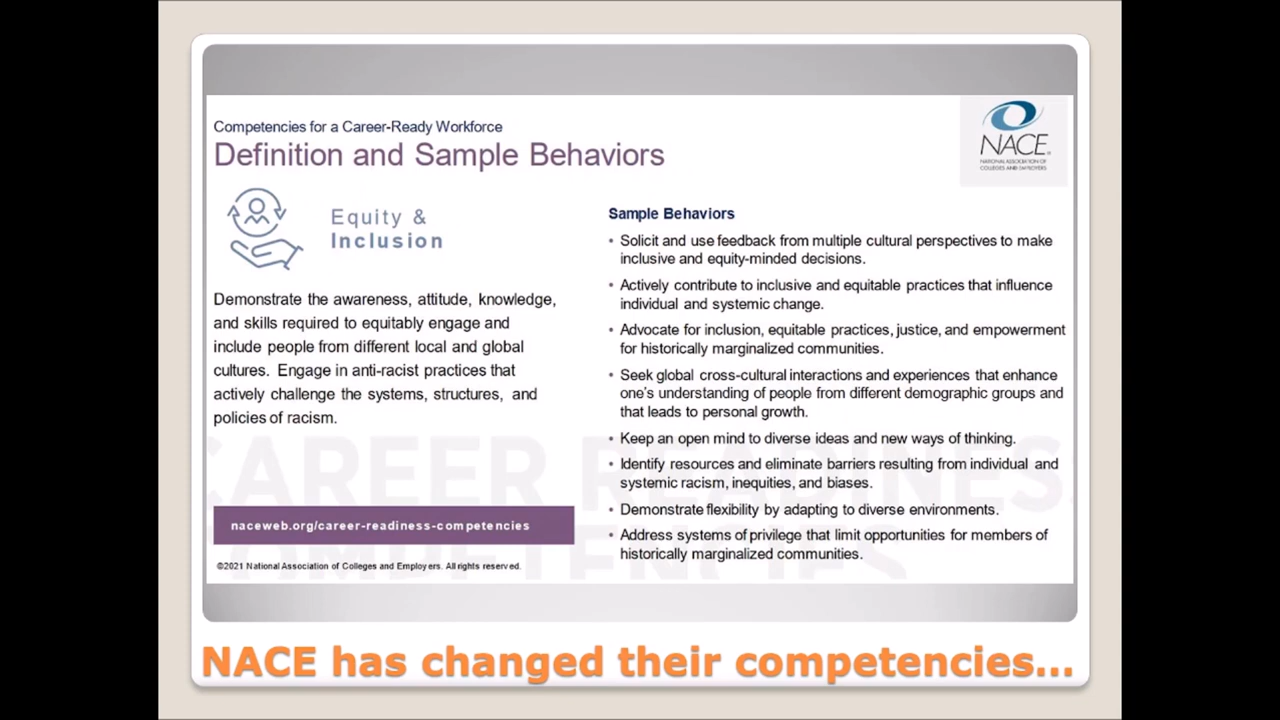 Competencies for a Career-Ready Workforce
Definition and Sample Behaviors
NACE
NATIONAL ASSOCIATION OF
COLLEGES AND EMPLOYERS
Equity &
Inclusion
Demonstrate the awareness, attitude, knowledge,
and skills required to equitably engage and
include people from different local and global
cultures. Engage in anti-racist practices that
actively challenge the systems, structures, and
policies of racism.
naceweb.org/career-readiness-competencies
©2021 National Association of Colleges and Employers. All rights reserved.
Sample Behaviors
• Solicit and use feedback from multiple cultural perspectives to make
inclusive and equity-minded decisions.
• Actively contribute to inclusive and equitable practices that influence
individual and systemic change.
• Advocate for inclusion, equitable practices, justice, and empowerment
for historically marginalized communities.
• Seek global cross-cultural interactions and experiences that enhance
one's understanding of people from different demographic groups and
that leads to personal growth.
• Keep an open mind to diverse ideas and new ways of thinking.
• Identify resources and eliminate barriers resulting from individual and
systemic racism, inequities, and biases.
• Demonstrate flexibility by adapting to diverse environments.
• Address systems of privilege that limit opportunities for members of
historically marginalized communities.
CAREER READINESS
COMPETENCIES
NACE has changed their competencies...